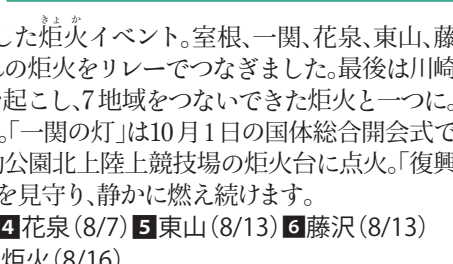 きょ か
した炬火イベント。室根、一関、花泉、東山、藤
れの炬火をリレーでつなぎました。最後は川崎
を起こし、7地域をつないできた炬火と一つに。
。「一関の灯」は10月1日の国体総合開会式で
公園北上陸上競技場の炬火台に点火。「復興
を見守り、静かに燃え続けます。
4花泉(8/7)5東山(8/13)6藤沢(8/13)
炬火(8/16)